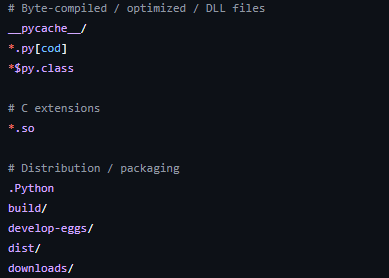 # Byte-compiled / optimized / DLL files
__pycache__/
*.py[cod]
*$py.class
# C extensions
*.so
# Distribution / packaging
.Python
build/
develop-eggs/
dist/
downloads/